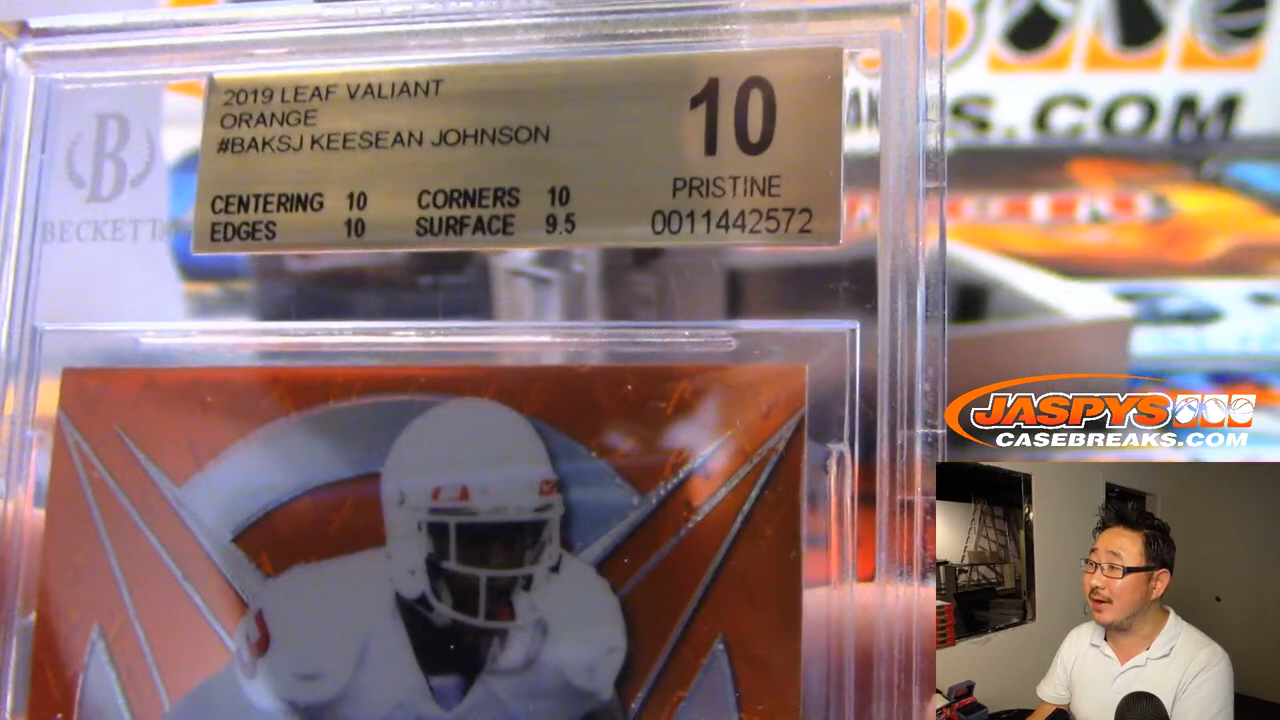 2019 LEAF VALIANT
ORANGE
#BAKSJ KEESEAN JOHNSON
10
CENTERING 10 CORNERS 10
EDGES 10 SURFACE 9.5
PRISTINE
0011442572
B
BECKETT
S.COM
JASPYS
CASEBREAKS.COM